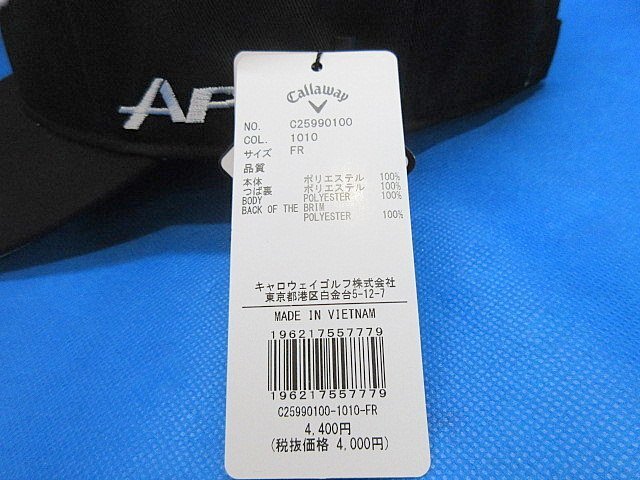 AP
Callaway
NO. C25990100
COL. 1010
サイズ FR
品質
本体 ポリエステル 100%
つば裏 ポリエステル 100%
BODY POLYESTER 100%
BACK OF THE BRIM
POLYESTER 100%
キャロウェイゴルフ株式会社
東京都港区白金台5-12-7
MADE IN VIETNAM
196217557779
196217557779
C25990100-1010-FR
4,400円
(税抜価格 4,000円)